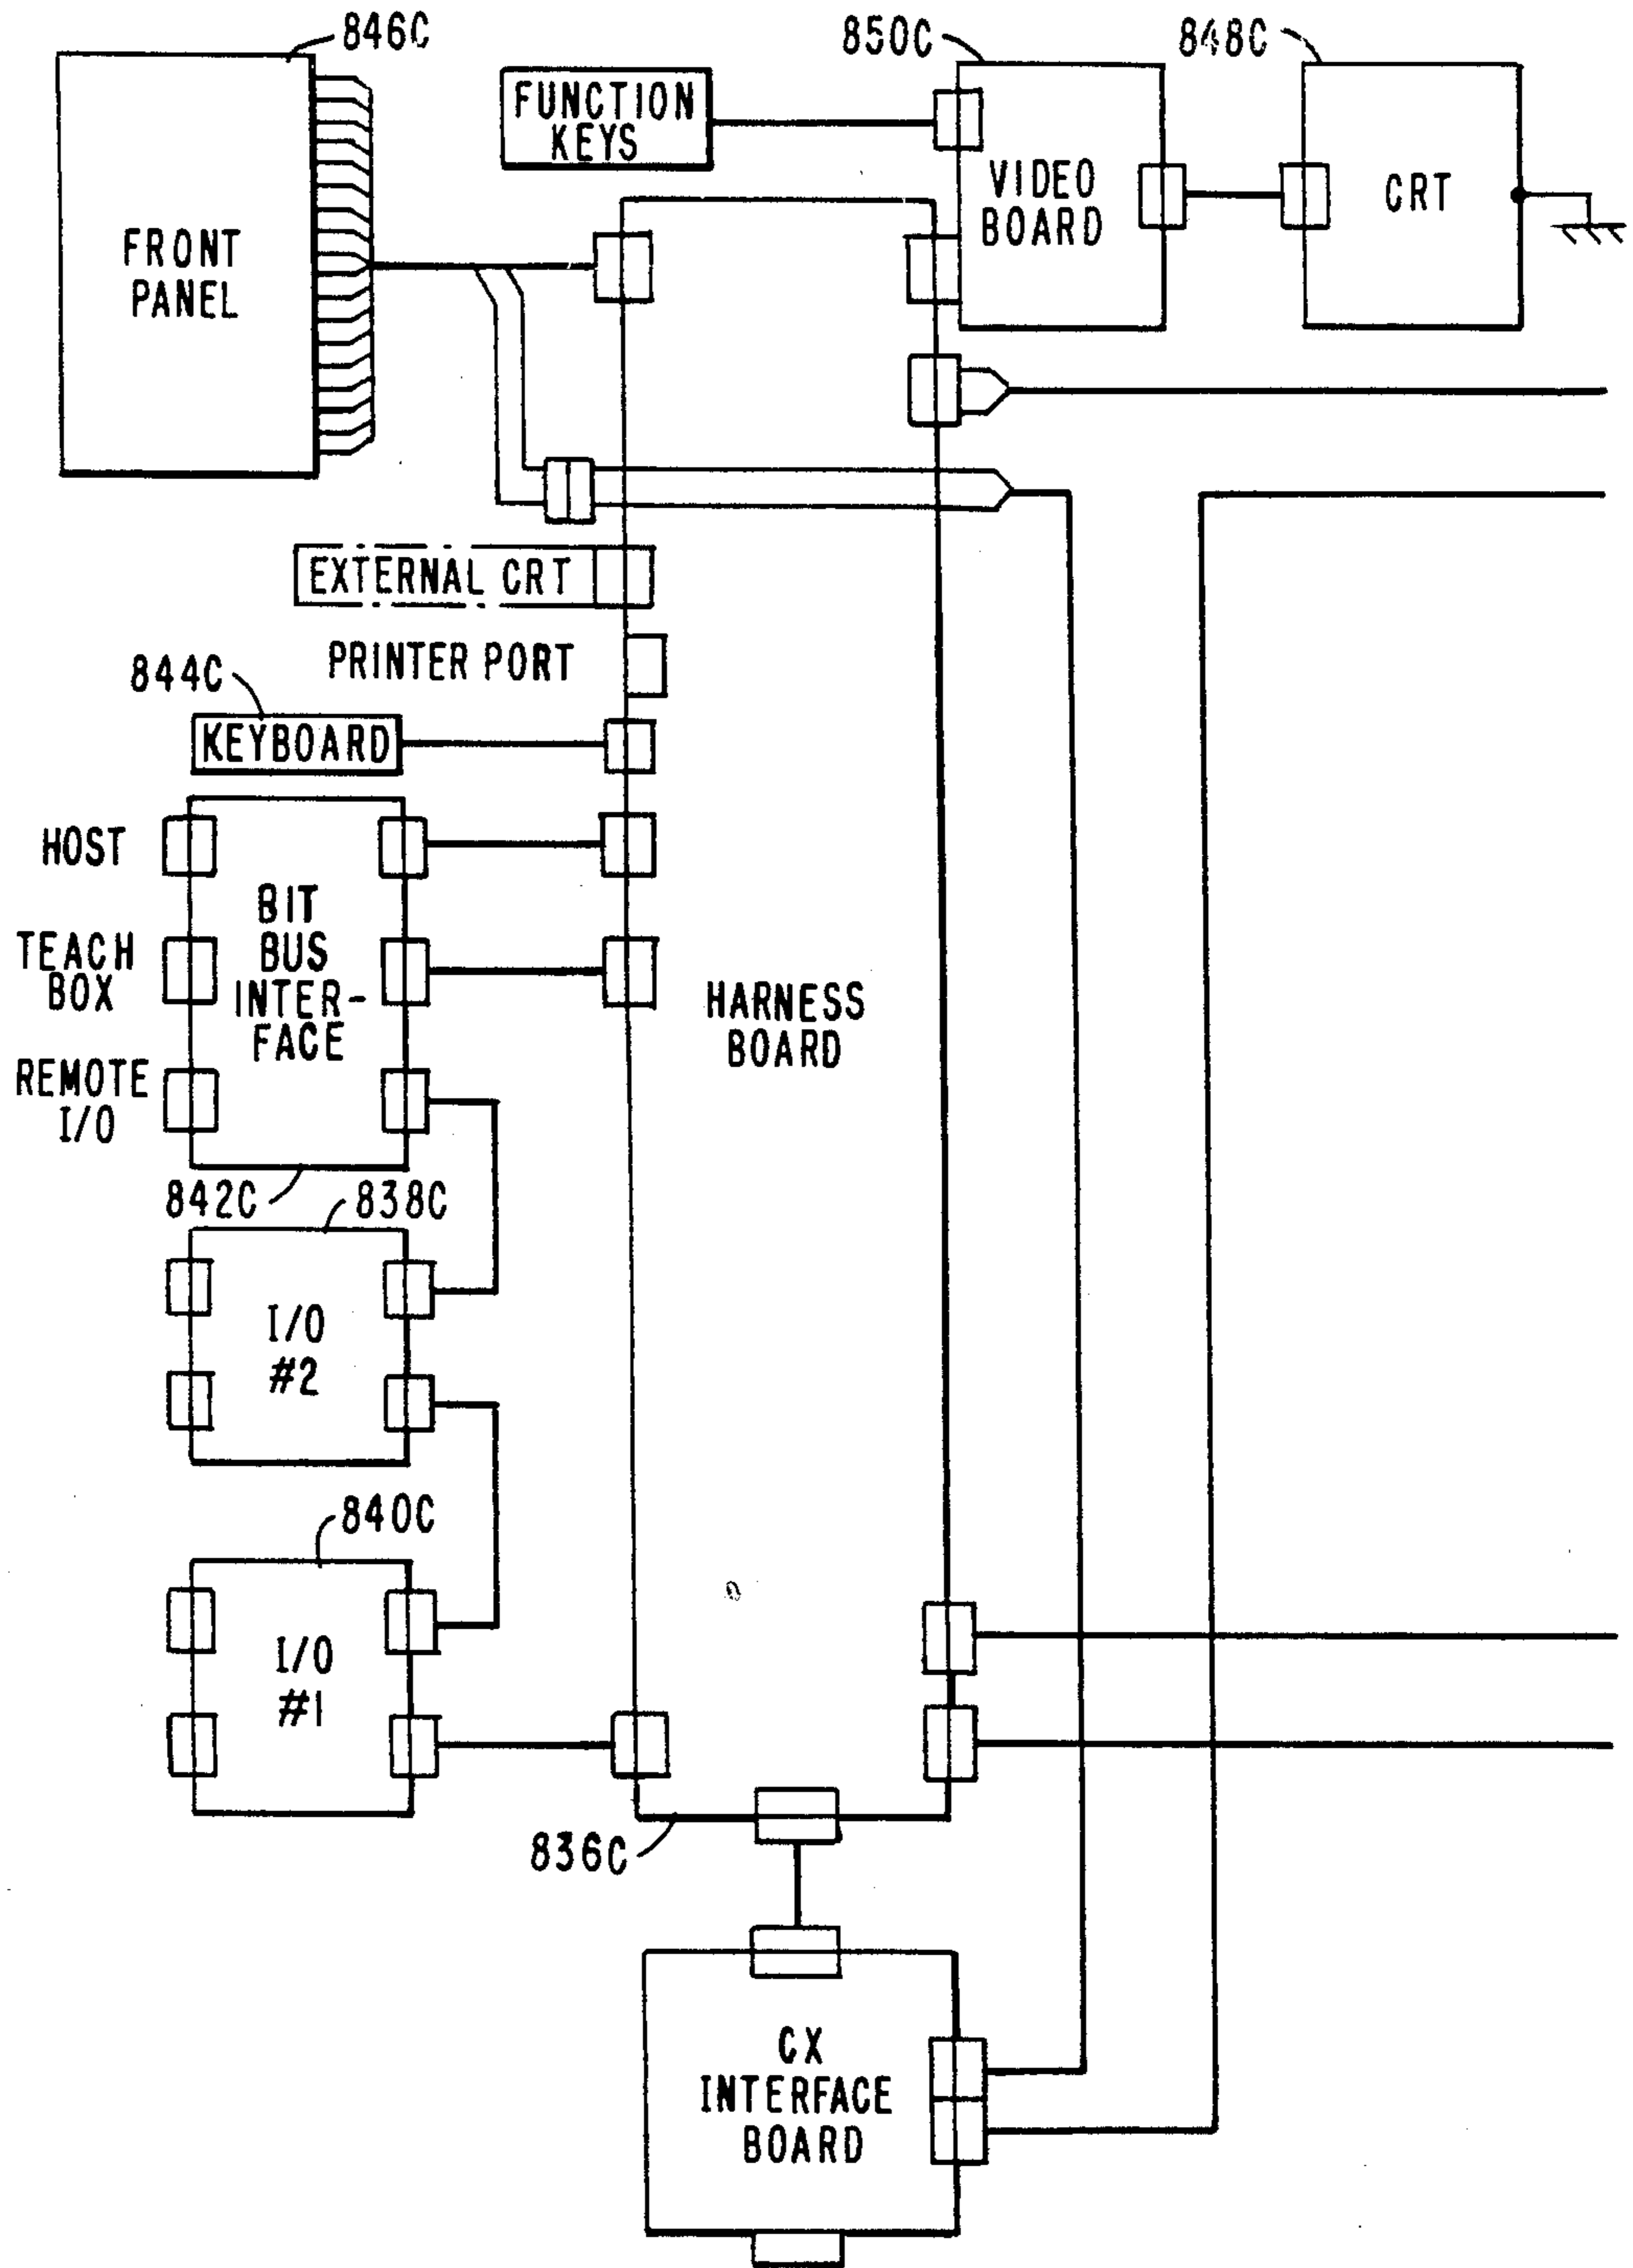 846C
850C
848C
FUNCTION
KEYS
VIDEO
BOARD
CRT
FRONT
PANEL
EXTERNAL CRT
PRINTER PORT
844C
KEYBOARD
HOST
TEACH
BOX
REMOTE
I/O
BIT
BUS
INTER-
FACE
HARNESS
BOARD
842C
838C
I/O
#2
840C
I/O
#1
836C
CX
INTERFACE
BOARD